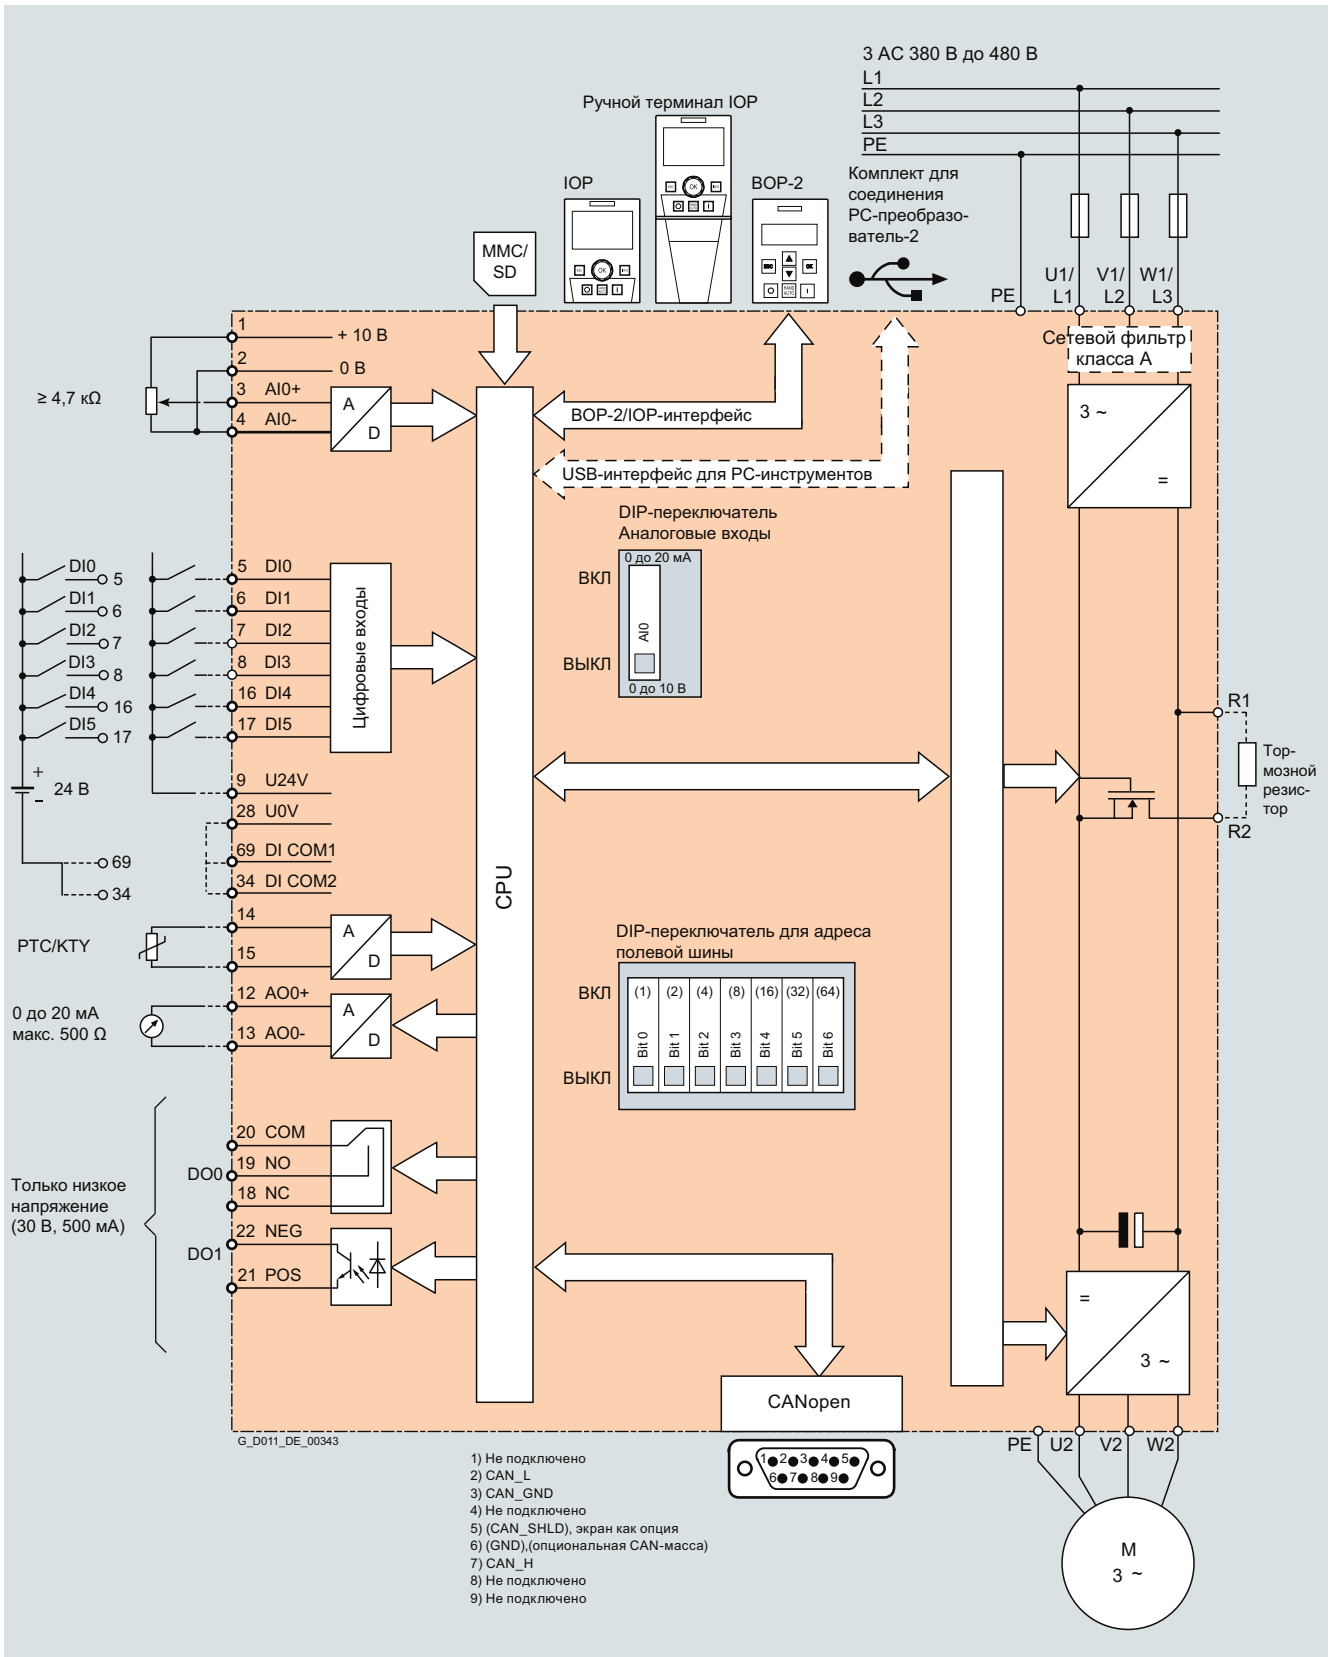 3 AC 380 В до 480 В
L1
L2
L3
PE
Ручной терминал IOP
IOP
BOP-2
Комплект для
соединения
PC-преобразо-
ватель-2
MMC/
SD
PE
U1/
L1
V1/
L2
W1/
L3
Сетевой фильтр
класса A
1
+ 10 В
2
0 В
3 AI0+
4 AI0-
≥ 4,7 кΩ
A
D
BOP-2/IOP-интерфейс
USB-интерфейс для PC-инструментов
3 ~
=
DIP-переключатель
Аналоговые входы
0 до 20 мА
ВКЛ
AI0
ВЫКЛ
0 до 10 В
DI0
5
DI1
6
DI2
7
DI3
8
DI4
16
DI5
17
+
-
24 В
69
34
5 DI0
6 DI1
7 DI2
8 DI3
16 DI4
17 DI5
Цифровые входы
9 U24V
28 U0V
69 DI COM1
34 DI COM2
CPU
R1
Тор-
мозной
резис-
тор
R2
PTC/KTY
14
15
A
D
0 до 20 мА
макс. 500 Ω
12 AO0+
13 AO0-
A
D
DIP-переключатель для адреса
полевой шины
ВКЛ
(1) (2) (4) (8) (16) (32) (64)
Bit 0 Bit 1 Bit 2 Bit 3 Bit 4 Bit 5 Bit 6
ВЫКЛ
Только низкое
напряжение
(30 В, 500 мА)
DO0
20 COM
19 NO
18 NC
DO1
22 NEG
21 POS
=
3 ~
CANopen
G_D011_DE_00343
PE U2 V2 W2
1 2 3 4 5
6 7 8 9
1) Не подключено
2) CAN_L
3) CAN_GND
4) Не подключено
5) (CAN_SHLD), экран как опция
6) (GND),(опциональная CAN-масса)
7) CAN_H
8) Не подключено
9) Не подключено
M
3 ~